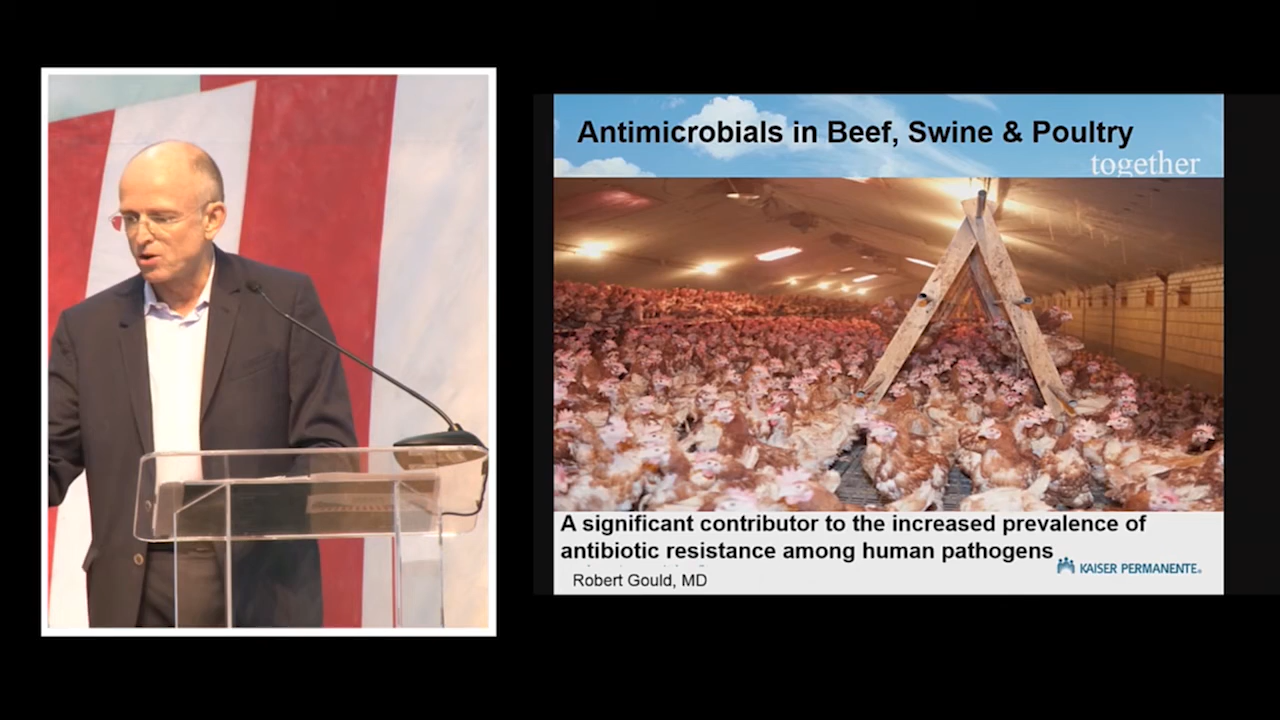 Antimicrobials in Beef, Swine & Poultry
together
A significant contributor to the increased prevalence of
antibiotic resistance among human pathogens
KAISER PERMANENTE®
Robert Gould, MD